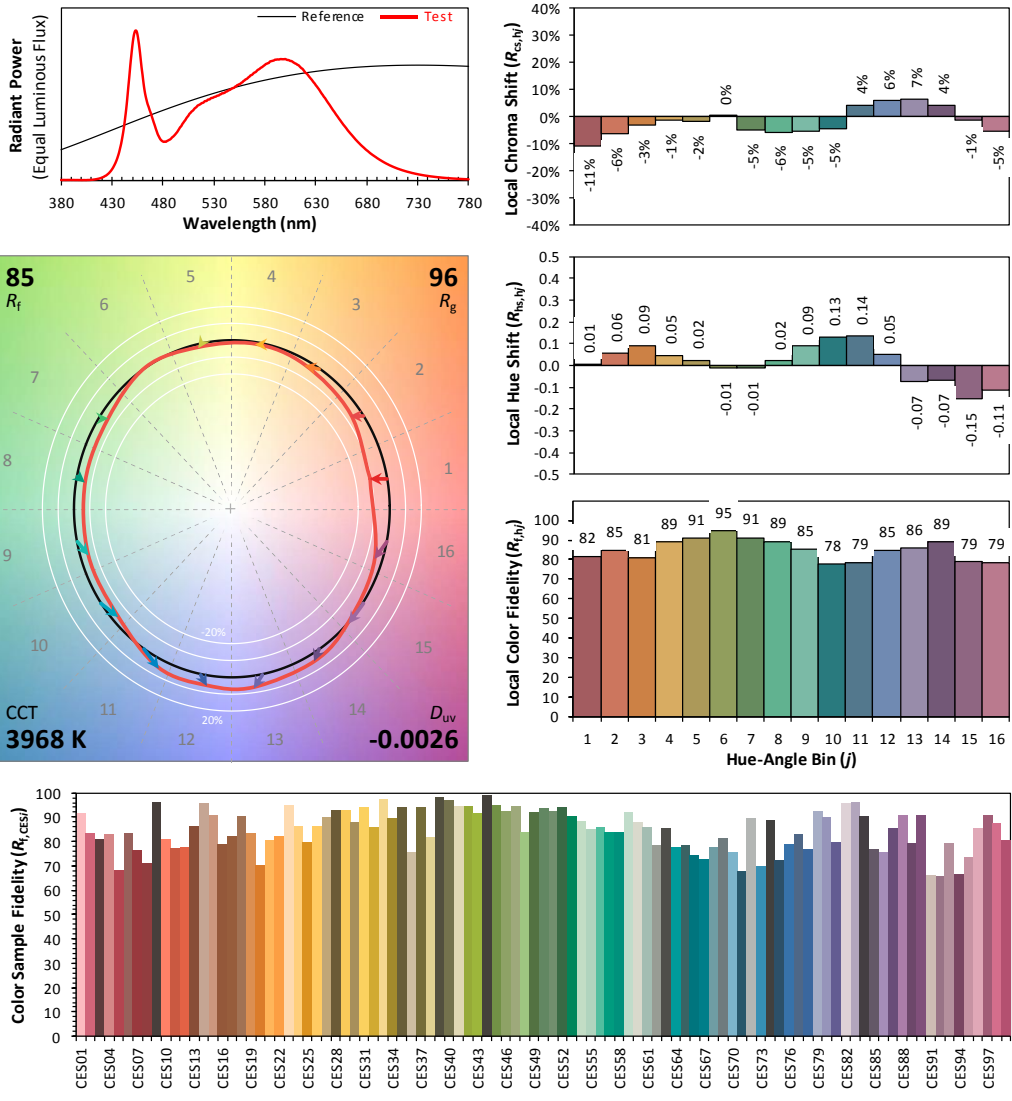 Reference Test
Radiant Power
(Equal Luminous Flux)
380 430 480 530 580 630 680 730 780
Wavelength (nm)
Local Chroma Shift (Rcs,hj)
40%
30%
20%
10%
0%
-10%
-20%
-30%
-40%
-11% -6% -3% -1% -2% 0% -5% -6% -5% -5% 4% 6% 7% 4% -1% -5%
85
Rf
96
Rg
1 2 3 4 5 6 7 8 9 10 11 12 13 14 15 16
-20%
20%
CCT
3968 K
Duv
-0.0026
Local Hue Shift (Rhs,hj)
0.5
0.4
0.3
0.2
0.1
0.0
-0.1
-0.2
-0.3
-0.4
-0.5
0.01 0.06 0.09 0.05 0.02 -0.01 -0.01 0.02 0.09 0.13 0.14 0.05 -0.07 -0.07 -0.15 -0.11
Local Color Fidelity (Rf,hj)
100
90
80
70
60
50
40
30
20
10
0
82 85 81 89 91 95 91 89 85 78 79 85 86 89 79 79
1 2 3 4 5 6 7 8 9 10 11 12 13 14 15 16
Hue-Angle Bin (j)
Color Sample Fidelity (Rf,CESi)
100
90
80
70
60
50
40
30
20
10
0
CES01 CES04 CES07 CES10 CES13 CES16 CES19 CES22 CES25 CES28 CES31 CES34 CES37 CES40 CES43 CES46 CES49 CES52 CES55 CES58 CES61 CES64 CES67 CES70 CES73 CES76 CES79 CES82 CES85 CES88 CES91 CES94 CES97